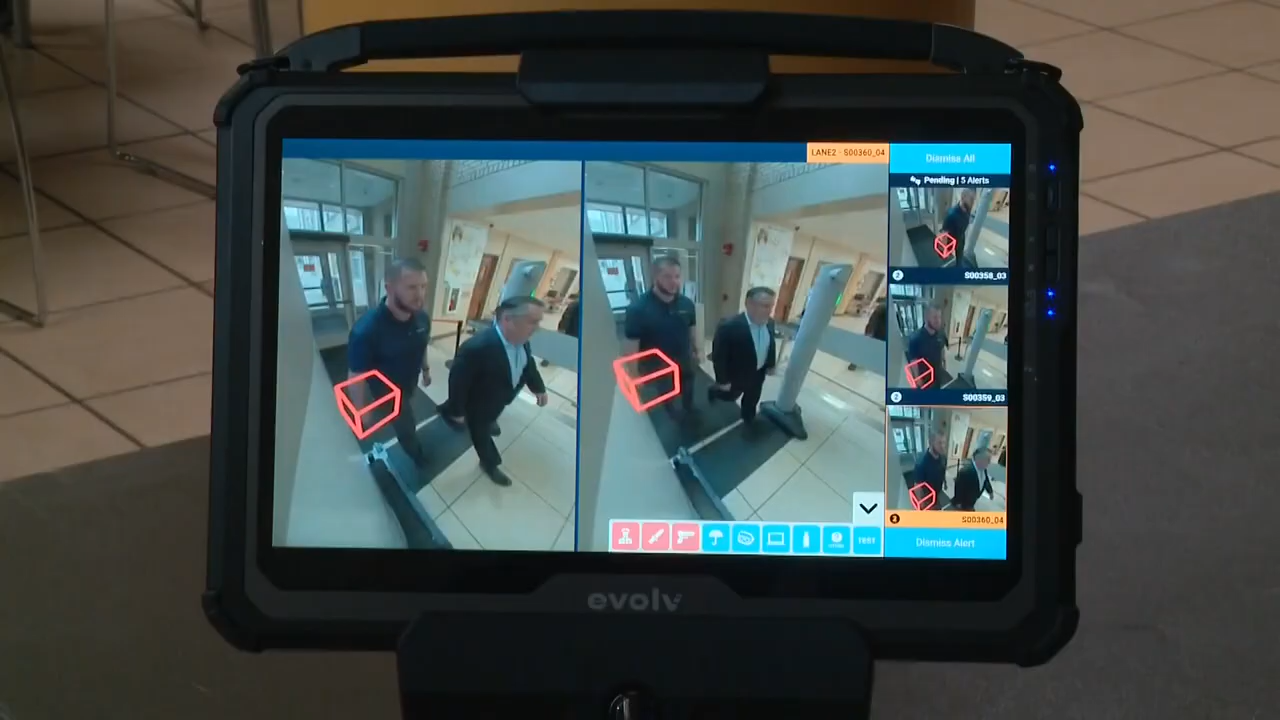 LANE2 - S00360_04
Dismiss All
Pending | 5 Alerts
S00358_03
S00359_03
S00360_04
TEST
Dismiss Alert
evolv